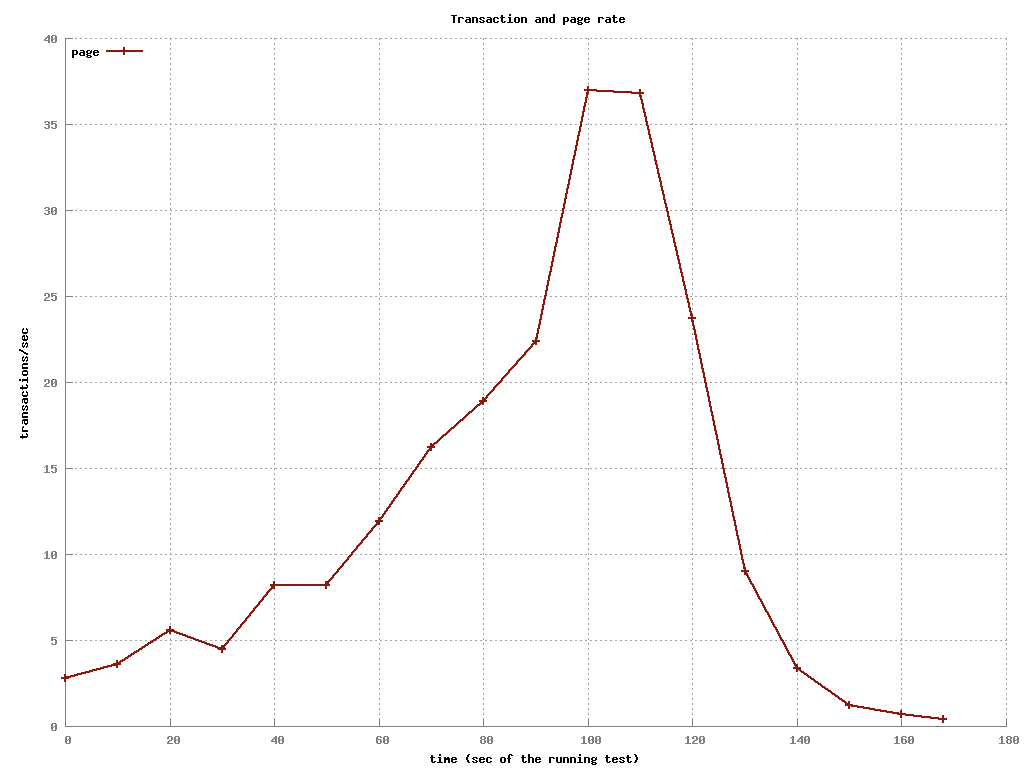 Transaction and page rate
page
40
35
30
25
20
15
10
5
0
transactions/sec
0 20 40 60 80 100 120 140 160 180
time (sec of the running test)